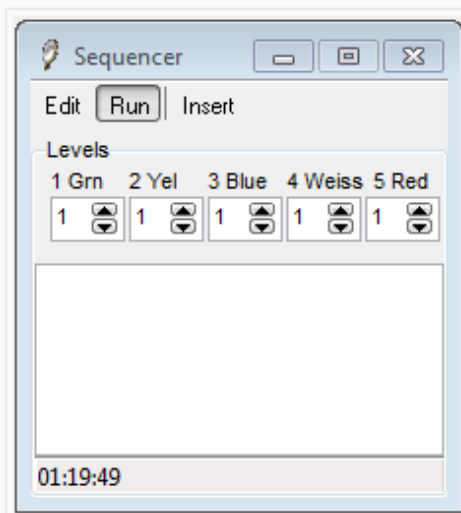 Sequencer
Edit Run Insert
Levels
1 Grn 2 Yel 3 Blue 4 Weiss 5 Red
1 1 1 1 1
01:19:49